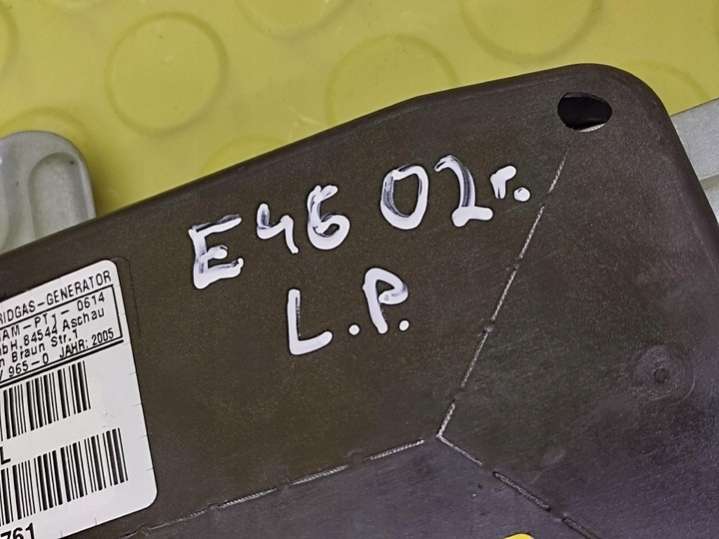 E46 02г.
L.P.
RIDGAS-GENERATOR
AM-PT1-0614
bH, 84544 Aschau
n Braun Str. 1
965-0 JAHR: 2005
L
761